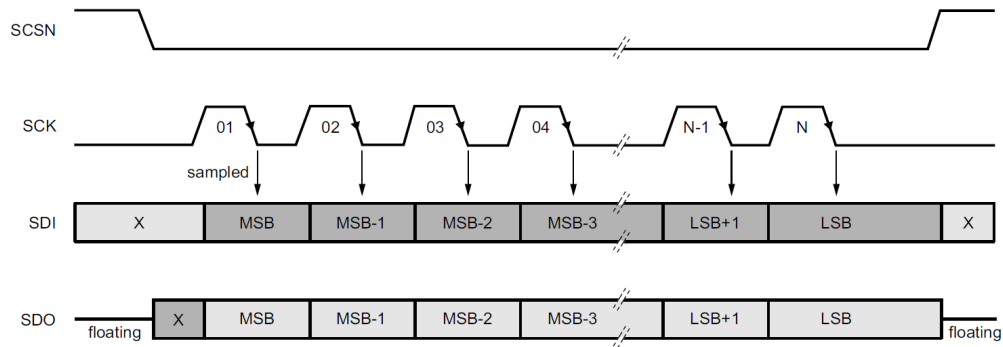 SCSN
SCK 01 02 03 04 N-1 N
sampled
SDI X MSB MSB-1 MSB-2 MSB-3 LSB+1 LSB X
SDO X MSB MSB-1 MSB-2 MSB-3 LSB+1 LSB
floating floating